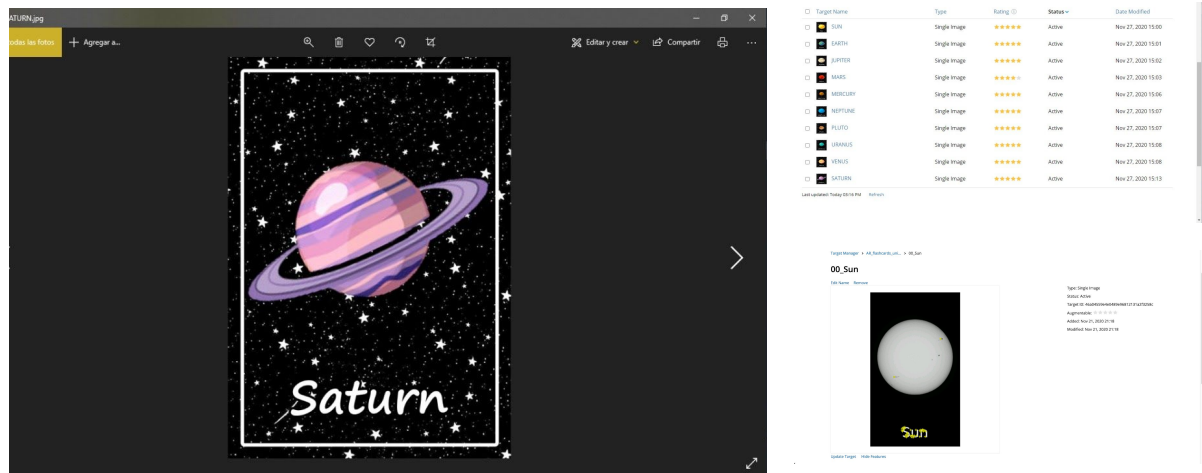 ATURN.jpg
todas las fotos
Agregar a...
Editar y crear
Compartir
Saturn
Target Name Type Rating Status Date Modified
SUN Single Image Active Nov 27, 2020 15:00
EARTH Single Image Active Nov 27, 2020 15:01
JUPITER Single Image Active Nov 27, 2020 15:02
MARS Single Image Active Nov 27, 2020 15:03
MERCURY Single Image Active Nov 27, 2020 15:06
NEPTUNE Single Image Active Nov 27, 2020 15:07
PLUTO Single Image Active Nov 27, 2020 15:07
URANUS Single Image Active Nov 27, 2020 15:08
VENUS Single Image Active Nov 27, 2020 15:08
SATURN Single Image Active Nov 27, 2020 15:13
Last updated: Today 03:16 PM Refresh
Target Manager > AR_flashcards_uni... > 00_Sun
00_Sun
Edit Name Remove
Type: Single Image
Status: Active
Target ID:
Augmentable:
Added: Nov 21, 2020 21:18
Modified: Nov 21, 2020 21:18
Sun
Update Target Hide Features